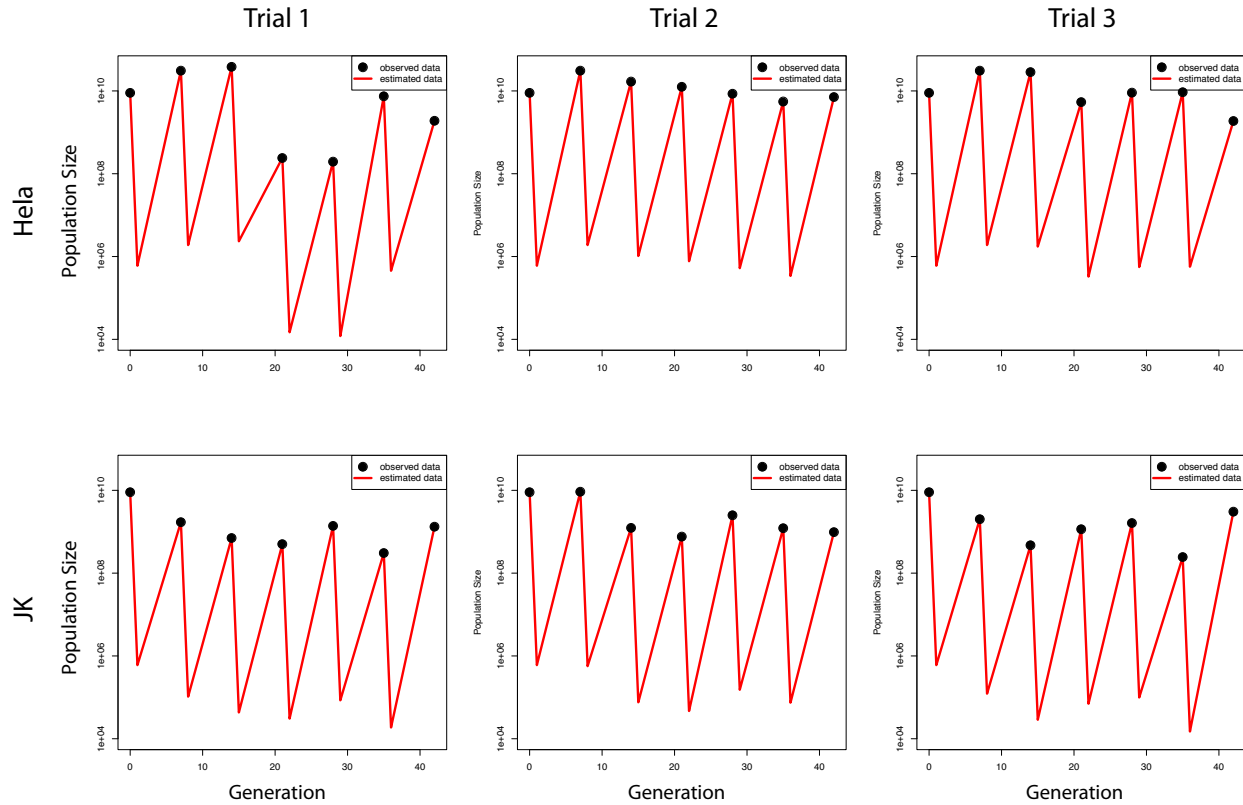 Trial 1 Trial 2 Trial 3
Hela
Population Size
1e+04 1e+06 1e+08 1e+10
observed data
estimated data
0 10 20 30 40
Population Size
1e+04 1e+06 1e+08 1e+10
observed data
estimated data
0 10 20 30 40
Population Size
1e+04 1e+06 1e+08 1e+10
observed data
estimated data
0 10 20 30 40
JK
Population Size
1e+04 1e+06 1e+08 1e+10
observed data
estimated data
0 10 20 30 40
Generation
Population Size
1e+04 1e+06 1e+08 1e+10
observed data
estimated data
0 10 20 30 40
Generation
Population Size
1e+04 1e+06 1e+08 1e+10
observed data
estimated data
0 10 20 30 40
Generation